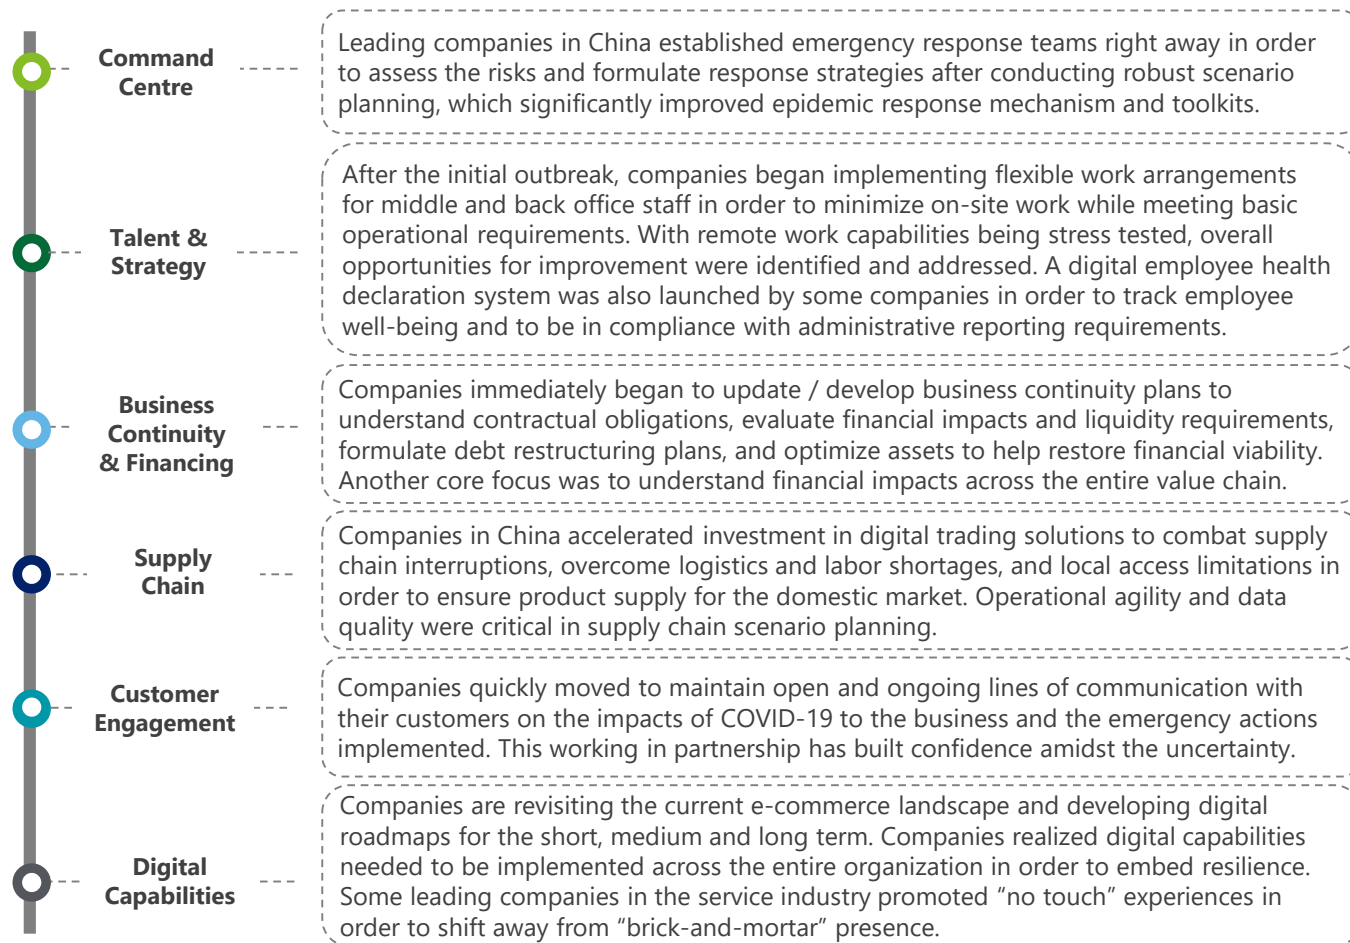 Command
Centre
Leading companies in China established emergency response teams right away in order
to assess the risks and formulate response strategies after conducting robust scenario
planning, which significantly improved epidemic response mechanism and toolkits.
Talent &
Strategy
After the initial outbreak, companies began implementing flexible work arrangements
for middle and back office staff in order to minimize on-site work while meeting basic
operational requirements. With remote work capabilities being stress tested, overall
opportunities for improvement were identified and addressed. A digital employee health
declaration system was also launched by some companies in order to track employee
well-being and to be in compliance with administrative reporting requirements.
Business
Continuity
& Financing
Companies immediately began to update / develop business continuity plans to
understand contractual obligations, evaluate financial impacts and liquidity requirements,
formulate debt restructuring plans, and optimize assets to help restore financial viability.
Another core focus was to understand financial impacts across the entire value chain.
Supply
Chain
Companies in China accelerated investment in digital trading solutions to combat supply
chain interruptions, overcome logistics and labor shortages, and local access limitations in
order to ensure product supply for the domestic market. Operational agility and data
quality were critical in supply chain scenario planning.
Customer
Engagement
Companies quickly moved to maintain open and ongoing lines of communication with
their customers on the impacts of COVID-19 to the business and the emergency actions
implemented. This working in partnership has built confidence amidst the uncertainty.
Digital
Capabilities
Companies are revisiting the current e-commerce landscape and developing digital
roadmaps for the short, medium and long term. Companies realized digital capabilities
needed to be implemented across the entire organization in order to embed resilience.
Some leading companies in the service industry promoted “no touch” experiences in
order to shift away from “brick-and-mortar” presence.